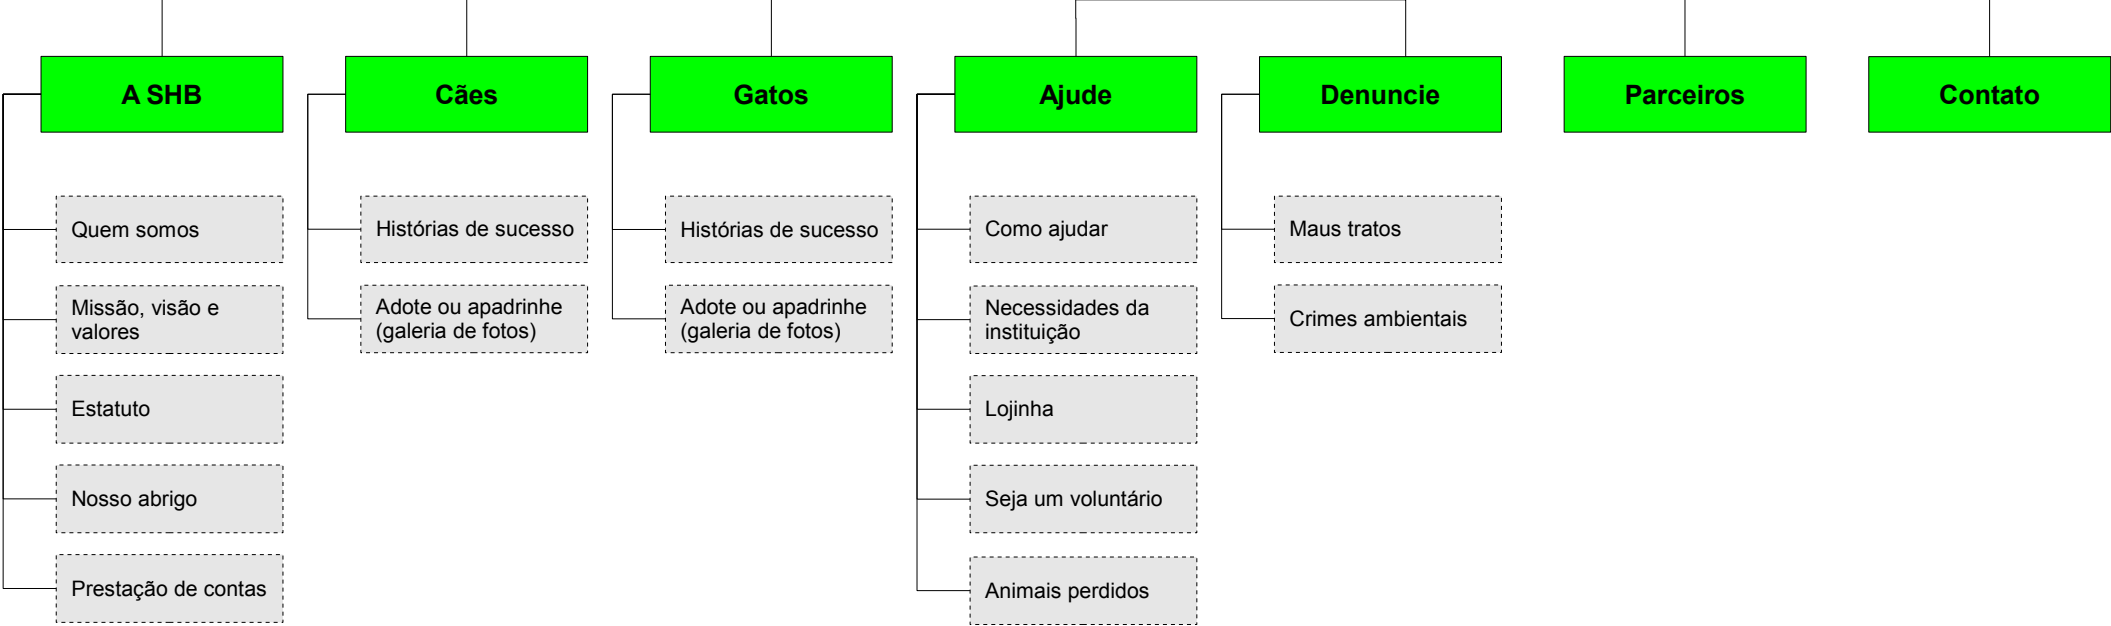 A SHB
Cães
Gatos
Ajude
Denuncie
Parceiros
Contato
Quem somos
Missão, visão e
valores
Estatuto
Nosso abrigo
Prestação de contas
Histórias de sucesso
Adote ou apadrinhe
(galeria de fotos)
Histórias de sucesso
Adote ou apadrinhe
(galeria de fotos)
Como ajudar
Necessidades da
instituição
Lojinha
Seja um voluntário
Animais perdidos
Maus tratos
Crimes ambientais